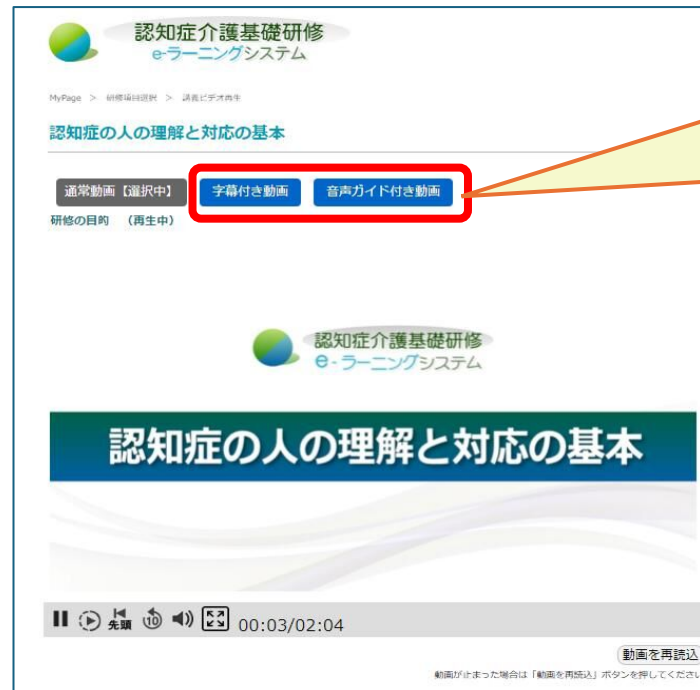 認知症介護基礎研修
e-ラーニングシステム
MyPage > 研修項目選択 > 講義ビデオ再生
認知症の人の理解と対応の基本
通常動画【選択中】 字幕付き動画 音声ガイド付き動画
研修の目的 （再生中）
認知症介護基礎研修
e-ラーニングシステム
認知症の人の理解と対応の基本
先頭 10 00:03/02:04
動画を再読込
動画が止まった場合は「動画を再読込」ボタンを押してください